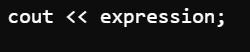 cout << expression;